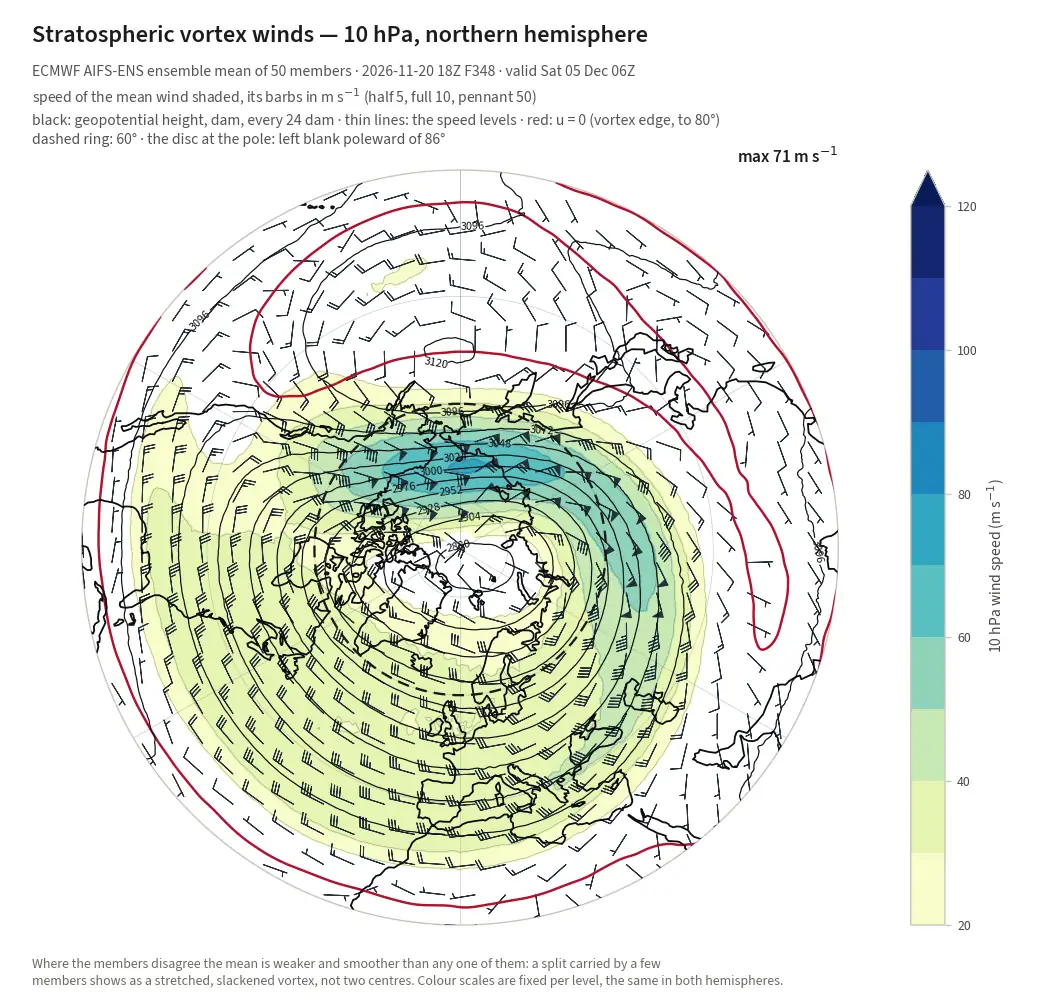 Stratospheric vortex winds — 10 hPa, northern hemisphere
ECMWF AIFS-ENS ensemble mean of 50 members · 2026-11-20 18Z F348 · valid Sat 05 Dec 06Z
speed of the mean wind shaded, its barbs in m s⁻¹ (half 5, full 10, pennant 50)
black: geopotential height, dam, every 24 dam · thin lines: the speed levels · red: u = 0 (vortex edge, to 80°)
dashed ring: 60° · the disc at the pole: left blank poleward of 86°
max 71 m s⁻¹
120
100
80
60
40
20
10 hPa wind speed (m s⁻¹)
3096
3096
3120
3096
3096
3072
3048
3000
2976
2952
2928
Where the members disagree the mean is weaker and smoother than any one of them: a split carried by a few
members shows as a stretched, slackened vortex, not two centres. Colour scales are fixed per level, the same in both hemispheres.